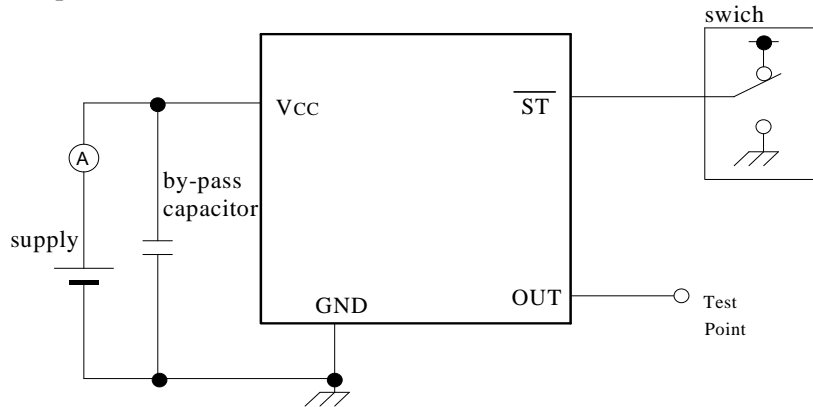 swich
VCC
ST
A
by-pass
capacitor
supply
GND
OUT
Test
Point